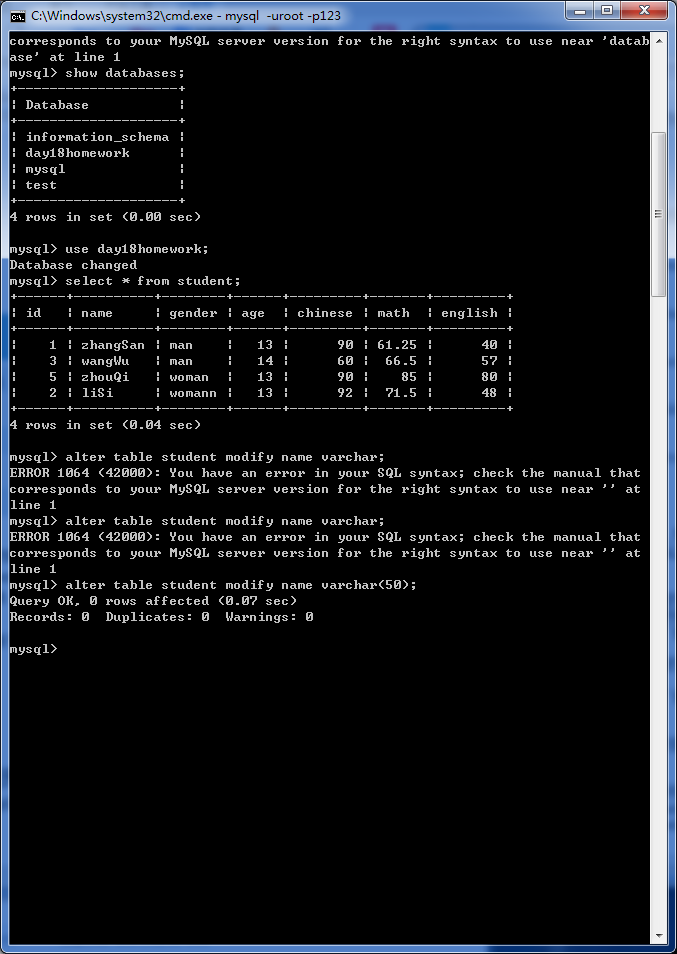 C:\Windows\system32\cmd.exe - mysql  -uroot -p123
corresponds to your MySQL server version for the right syntax to use near 'datab
ase' at line 1
mysql> show databases;
+--------------------+
| Database           |
+--------------------+
| information_schema |
| day18homework      |
| mysql              |
| test               |
+--------------------+
4 rows in set (0.00 sec)

mysql> use day18homework;
Database changed
mysql> select * from student;
+------+----------+--------+------+---------+-------+---------+
| id   | name     | gender | age  | chinese | math  | english |
+------+----------+--------+------+---------+-------+---------+
|    1 | zhangSan | man    |   13 |      90 | 61.25 |      40 |
|    3 | wangWu   | man    |   14 |      60 |  66.5 |      57 |
|    5 | zhouQi   | woman  |   13 |      90 |    85 |      80 |
|    2 | liSi     | womann |   13 |      92 |  71.5 |      48 |
+------+----------+--------+------+---------+-------+---------+
4 rows in set (0.04 sec)

mysql> alter table student modify name varchar;
ERROR 1064 (42000): You have an error in your SQL syntax; check the manual that
corresponds to your MySQL server version for the right syntax to use near '' at
line 1
mysql> alter table student modify name varchar;
ERROR 1064 (42000): You have an error in your SQL syntax; check the manual that
corresponds to your MySQL server version for the right syntax to use near '' at
line 1
mysql> alter table student modify name varchar(50);
Query OK, 0 rows affected (0.07 sec)
Records: 0  Duplicates: 0  Warnings: 0

mysql>